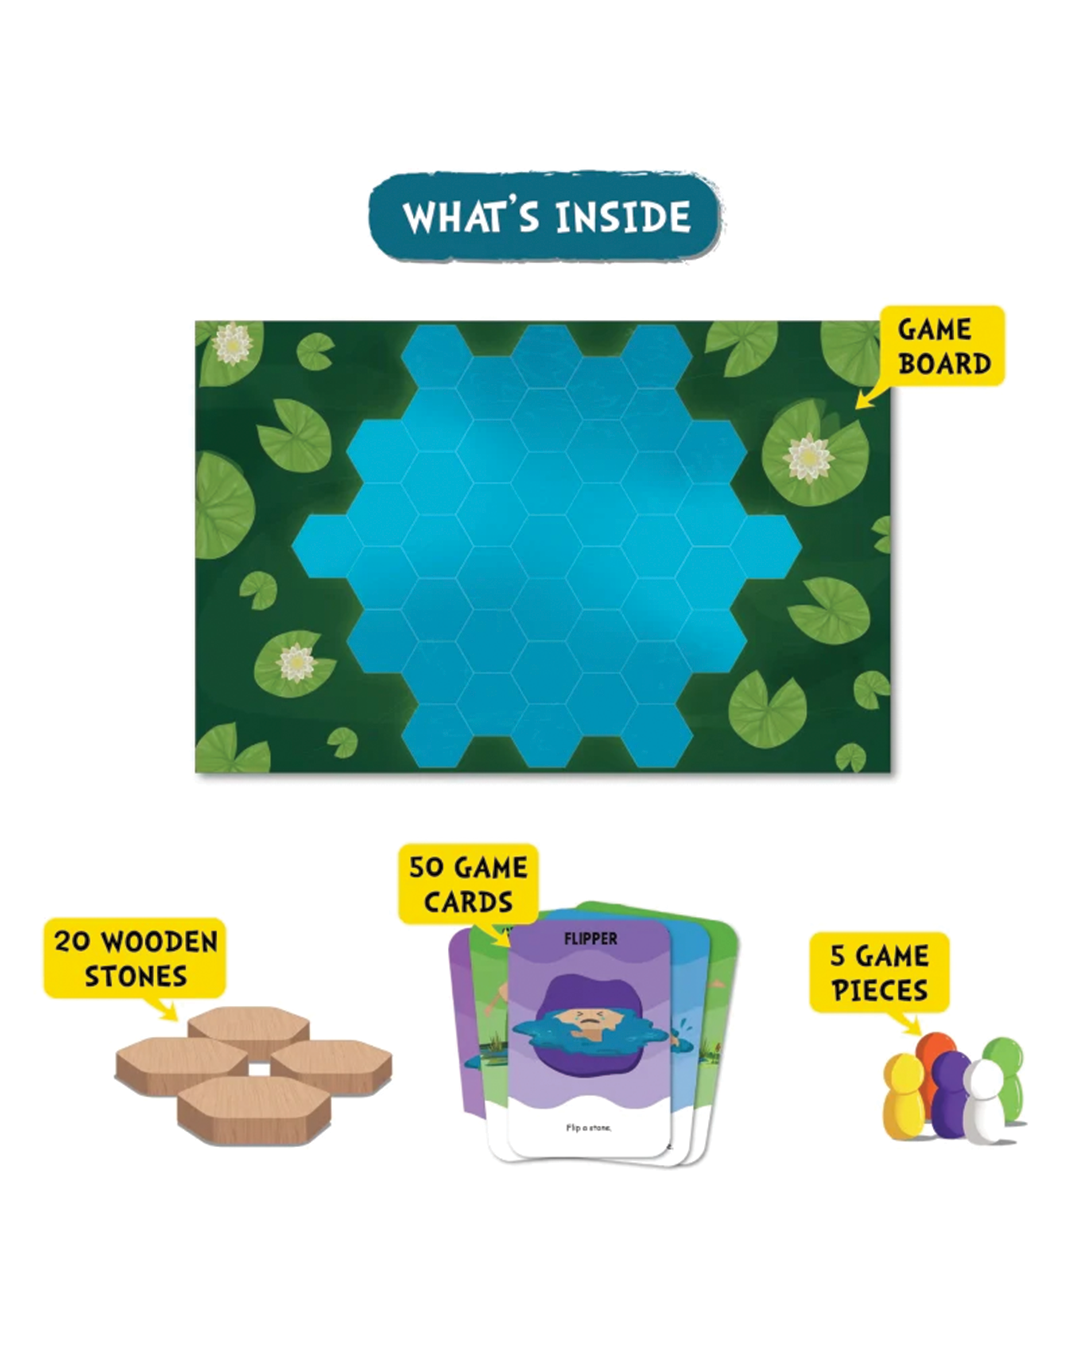 WHAT'S INSIDE
GAME
BOARD
50 GAME
CARDS
20 WOODEN
STONES
FLIPPER
5 GAME
PIECES
Flip a stone.